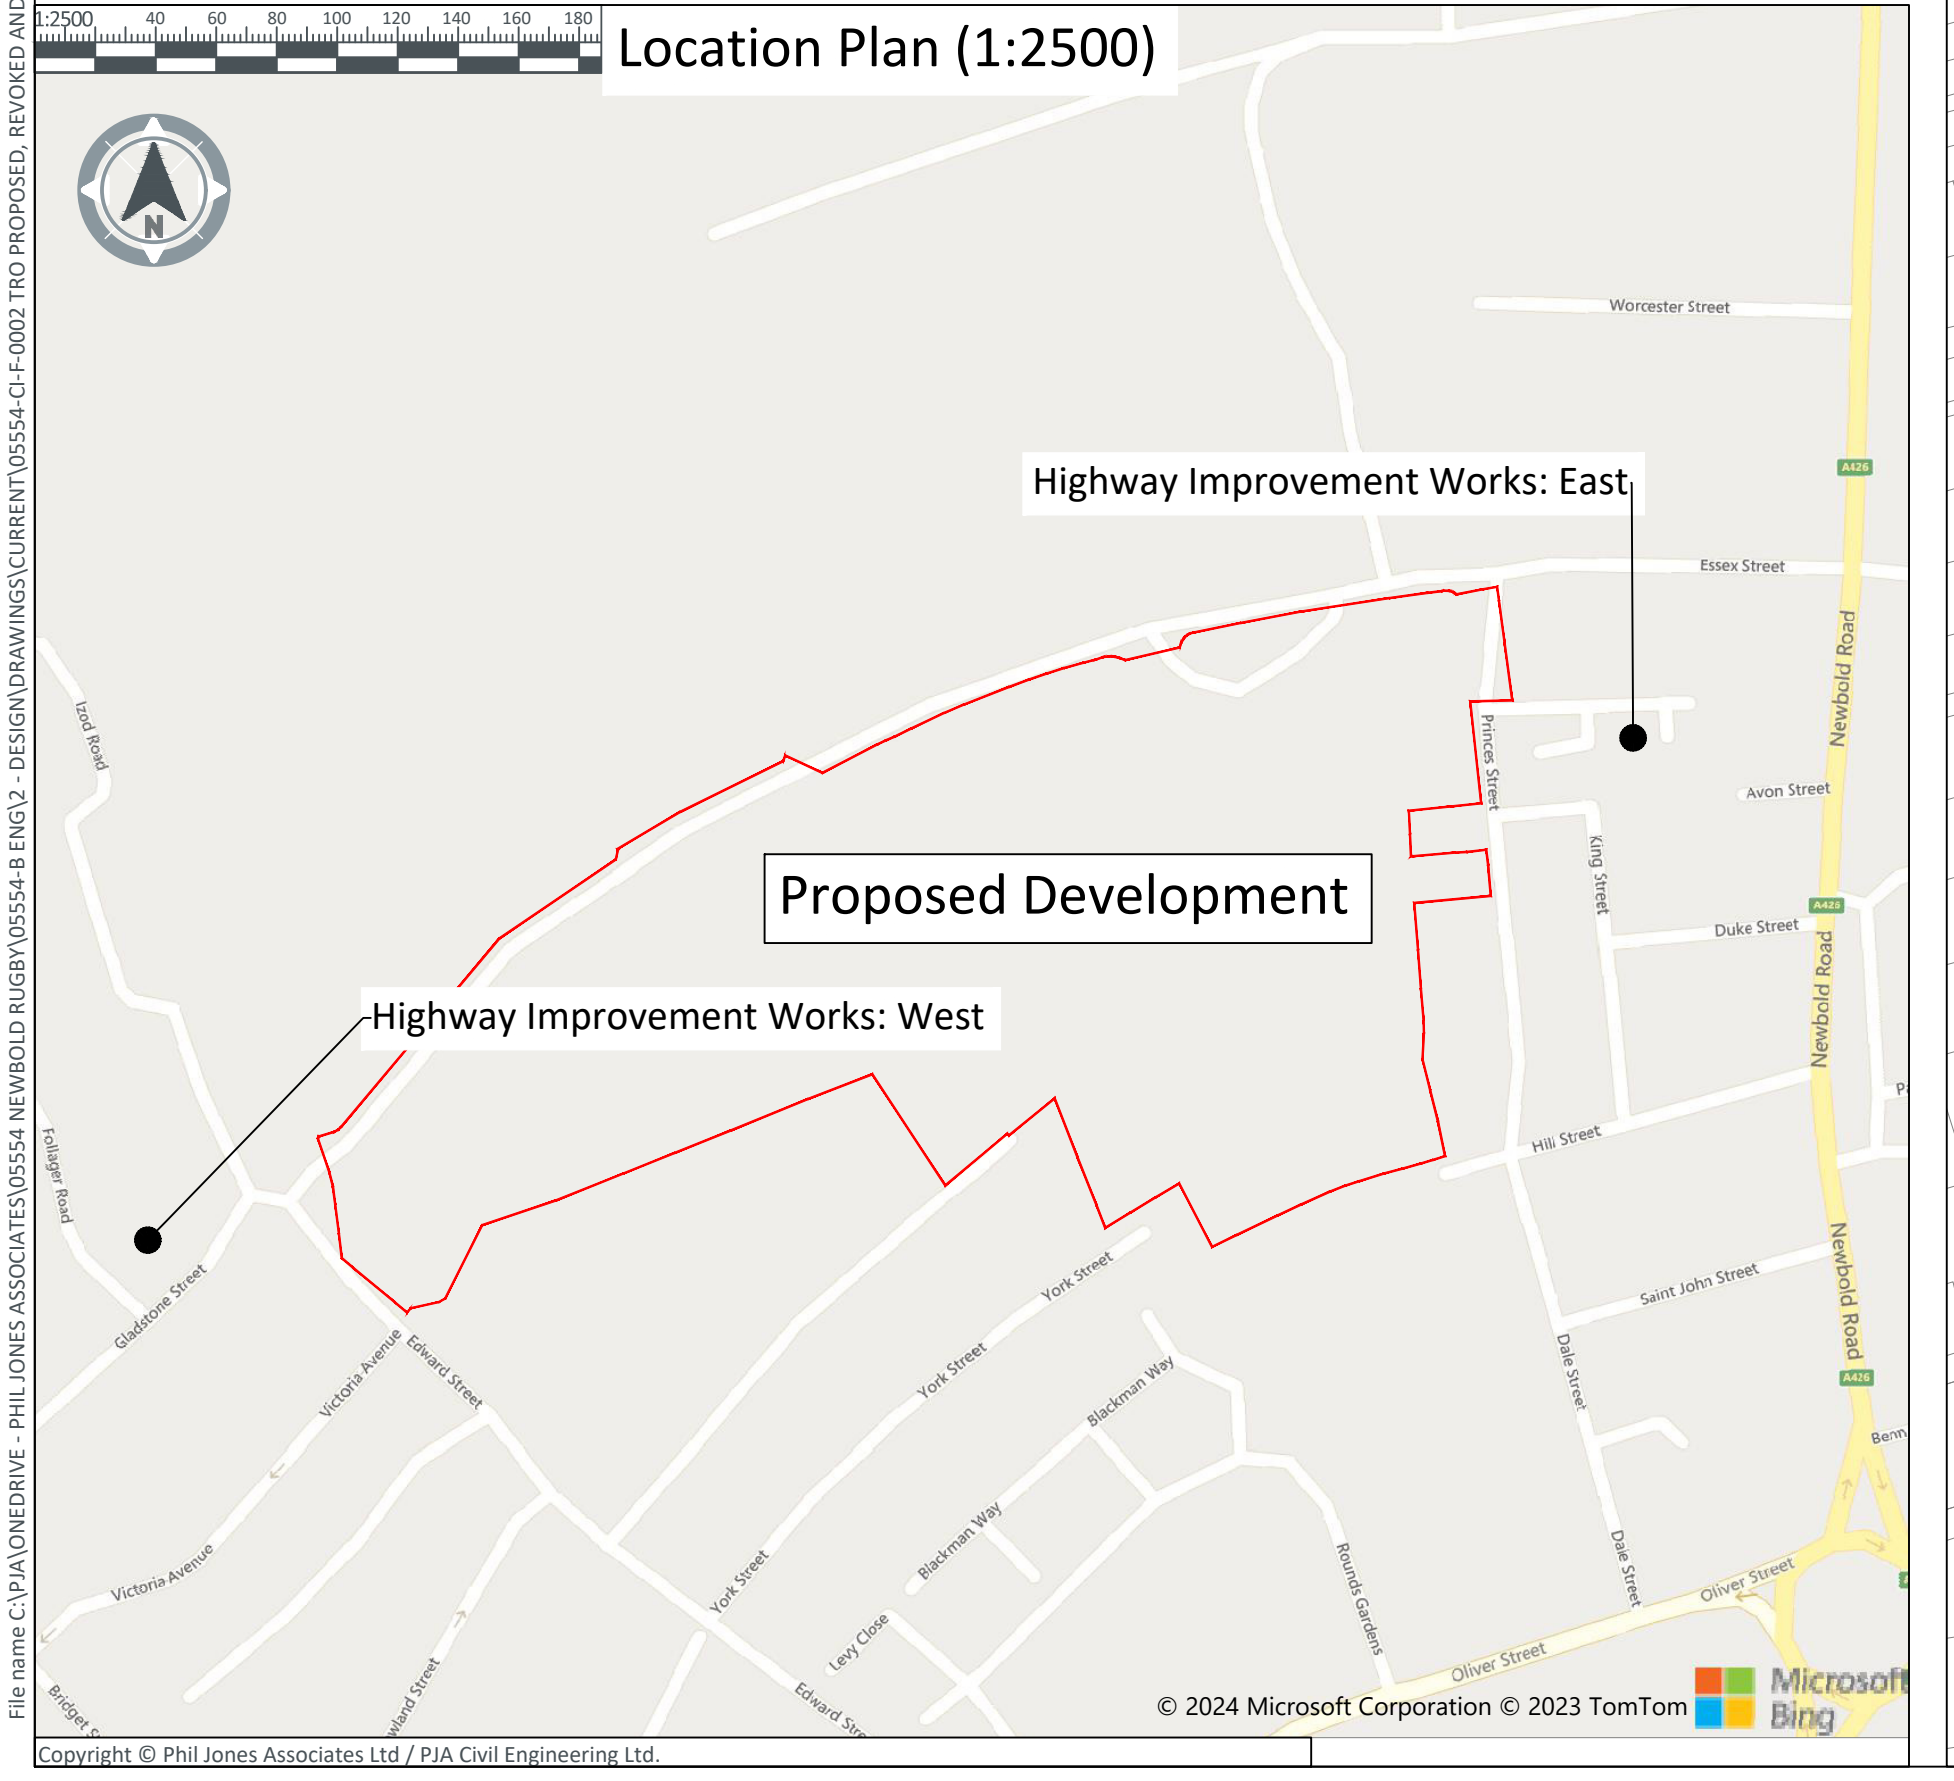 File name C:\PJA\ONEDRIVE - PHIL JONES ASSOCIATES\05554 NEWBOLD RUGBY\05554-B ENG\2 - DESIGN\DRAWINGS\CURRENT\05554-CI-F-0002 TRO PROPOSED, REVOKED AND
1:2500 40 60 80 100 120 140 160 180
Location Plan (1:2500)
N
Worcester Street
A426
Highway Improvement Works: East
Essex Street
Newbold Road
Izod Road
Princes Street
Avon Street
King Street
Proposed Development
A426
Duke Street
Newbold Road
Highway Improvement Works: West
Hill Street
Follager Road
Gladstone Street
York Street
Saint John Street
Newbold Road
Victoria Avenue
Edward Street
York Street
Blackman Way
Dale Street
A426
Benn
Victoria Avenue
York Street
Blackman Way
Rounds Gardens
Dale Street
Oliver Street
Levy Close
Oliver Street
Bridget S
wland Street
Edward Stre
© 2024 Microsoft Corporation © 2023 TomTom
Microsoft
Bing
Copyright © Phil Jones Associates Ltd / PJA Civil Engineering Ltd.